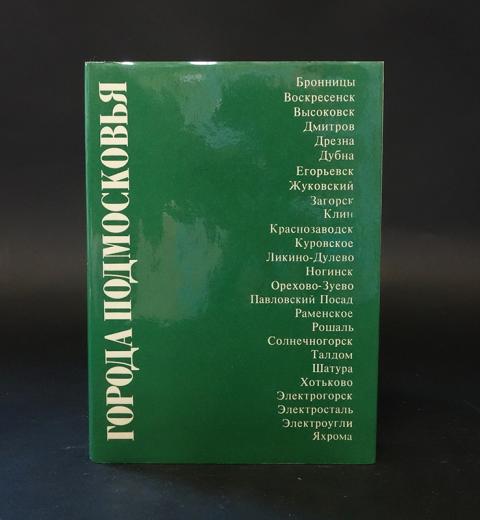 ГОРОДА ПОДМОСКОВЬЯ
Бронницы
Воскресенск
Высоковск
Дмитров
Дрезна
Дубна
Егорьевск
Жуковский
Загорск
Клин
Краснозаводск
Куровское
Ликино-Дулево
Ногинск
Орехово-Зуево
Павловский Посад
Раменское
Рошаль
Солнечногорск
Талдом
Шатура
Хотьково
Электрогорск
Электросталь
Электроугли
Яхрома